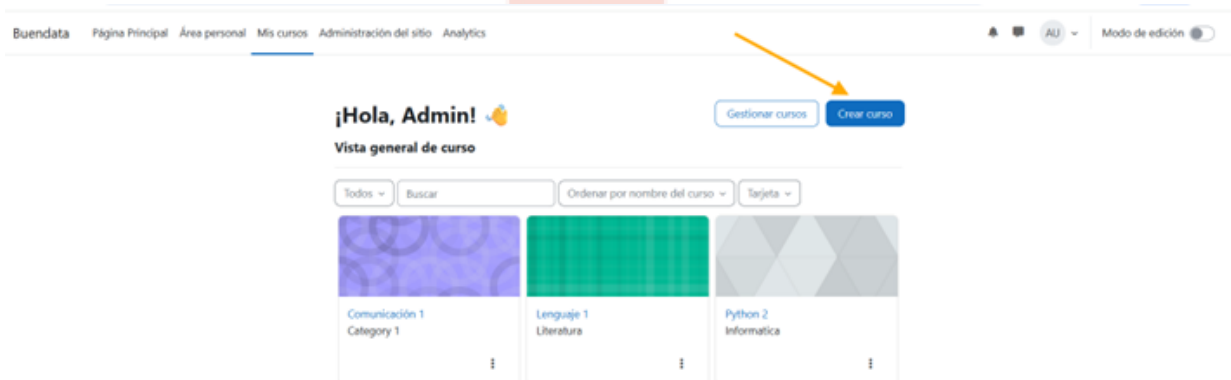 Buendata Página Principal Área personal Mis cursos Administración del sitio Analytics AU Modo de edición
¡Hola, Admin! 👋
Gestionar cursos Crear curso
Vista general de curso
Todos Buscar Ordenar por nombre del curso Tarjeta
Comunicación 1 Lenguaje 1 Python 2
Category 1 Literatura Informatica